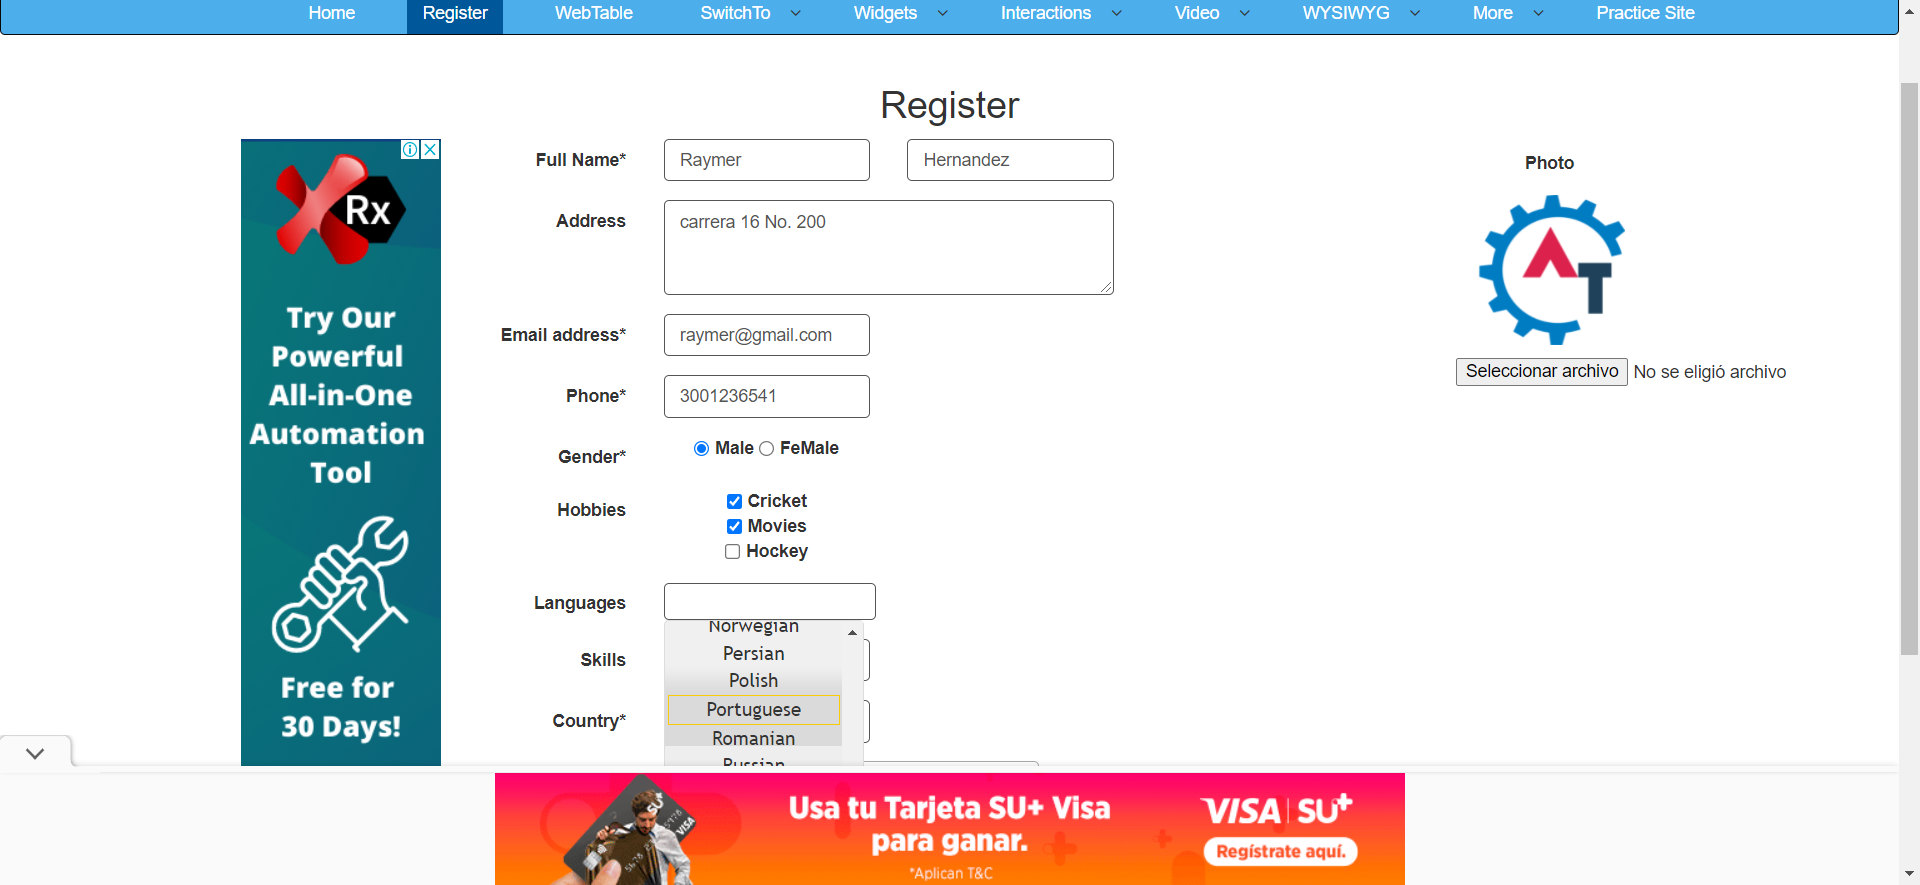 Home Register WebTable SwitchTo Widgets Interactions Video WYSIWYG More Practice Site
Register
Full Name* Raymer Hernandez
Photo
Address carrera 16 No. 200
Email address* raymer@gmail.com
Seleccionar archivo No se eligió archivo
Phone* 3001236541
Gender* Male FeMale
Hobbies Cricket
Movies
Hockey
Languages
Norwegian
Persian
Skills
Polish
Portuguese
Country*
Romanian
Russian
Rx
Try Our
Powerful
All-in-One
Automation
Tool
Free for
30 Days!
AT
Usa tu Tarjeta SU+ Visa
para ganar.
*Aplican T&C
VISA SU+
Regístrate aquí.
SU+
VISA